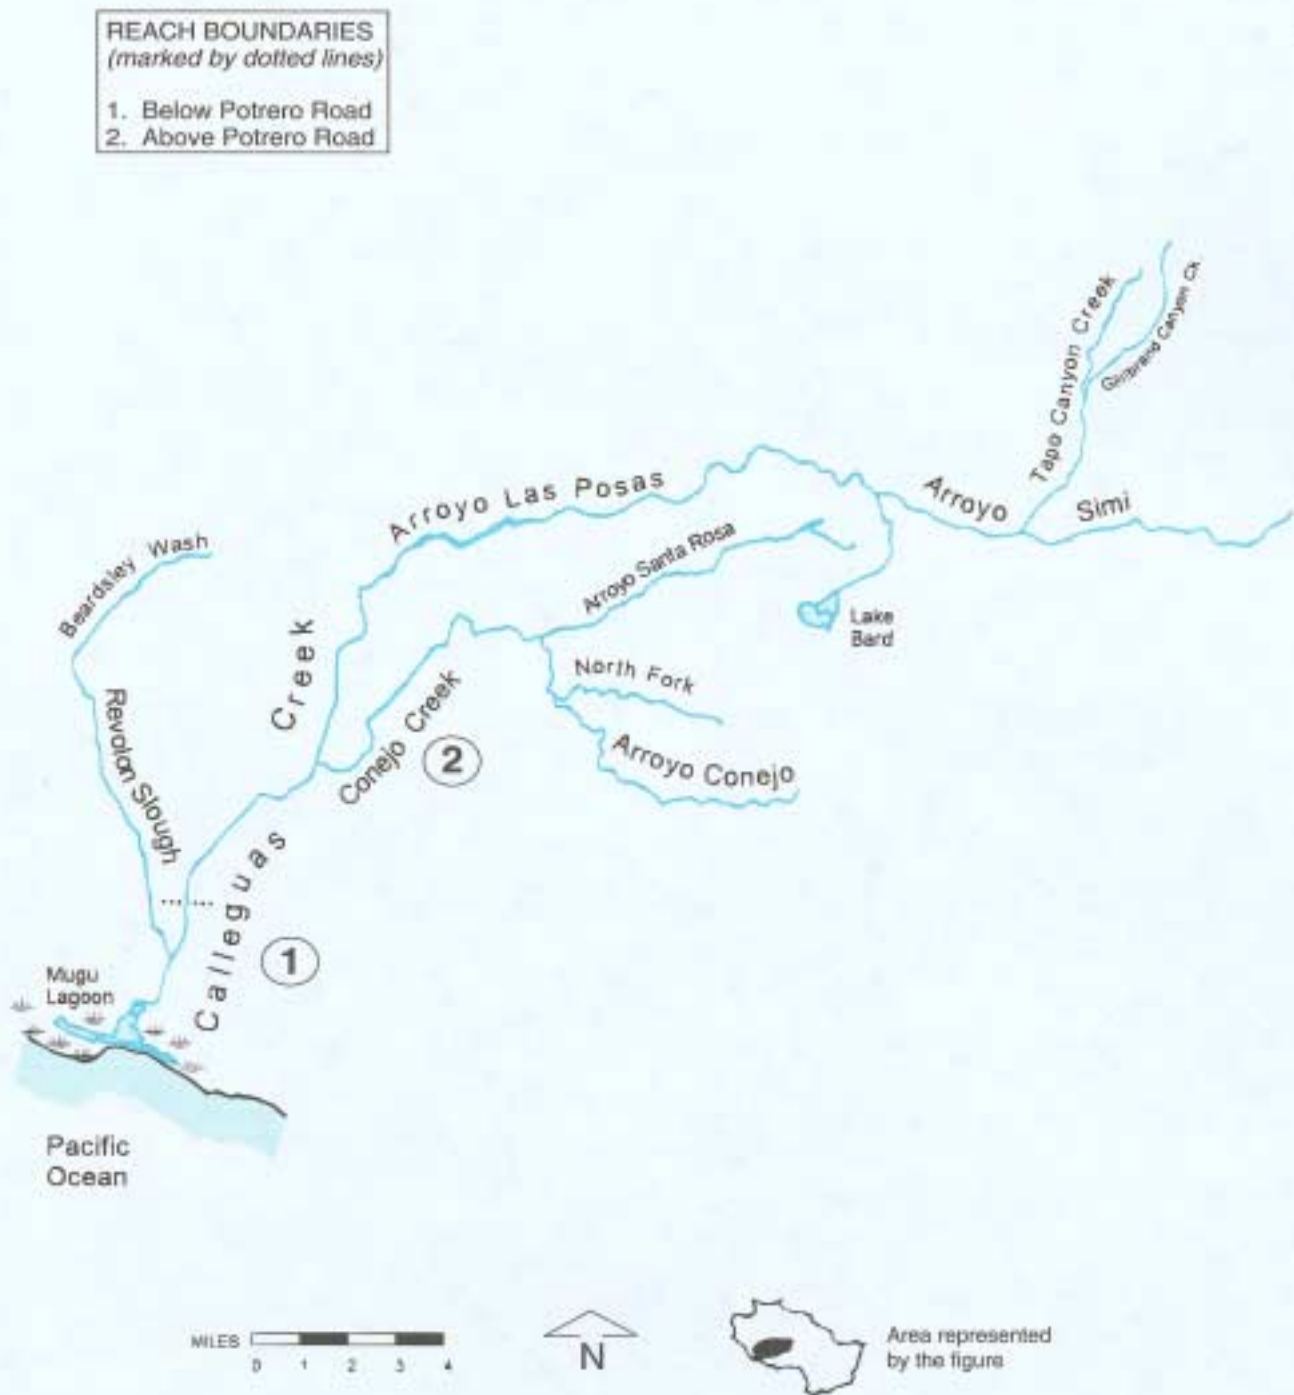 REACH BOUNDARIES
(marked by dotted lines)
1. Below Potrero Road
2. Above Potrero Road
Tapo Canyon Creek
Canyon Ck
Arroyo Simi
Arroyo Las Posas
Arroyo Santa Rosa
Beardsley Wash
Lake
Bard
North Fork
Arroyo Conejo
Conejo Creek
2
Revolon Slough
Calleguas Creek
1
Mugu
Lagoon
Pacific
Ocean
MILES
0 1 2 3 4
N
Area represented
by the figure